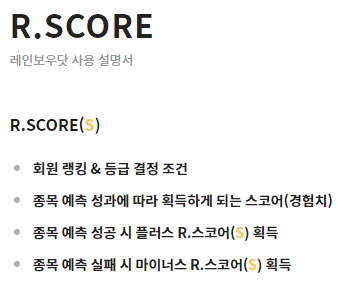 R.SCORE
레인보우닷 사용 설명서
R.SCORE(S)
회원 랭킹 & 등급 결정 조건
종목 예측 성과에 따라 획득하게 되는 스코어(경험치)
종목 예측 성공 시 플러스 R.스코어(S) 획득
종목 예측 실패 시 마이너스 R.스코어(S) 획득